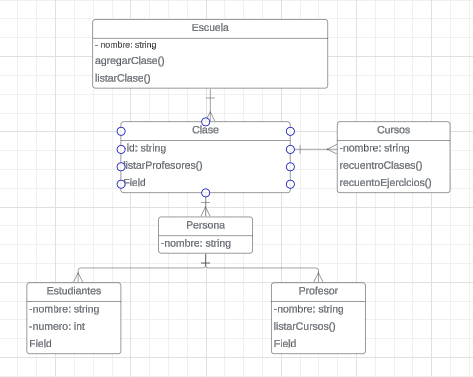 Escuela
- nombre: string
agregarClase()
listarClase()
Clase
id: string
listarProfesores()
Field
Cursos
-nombre: string
recuentroClases()
recuentoEjercicios()
Persona
-nombre: string
Estudiantes
-nombre: string
-numero: int
Field
Profesor
-nombre: string
listarCursos()
Field